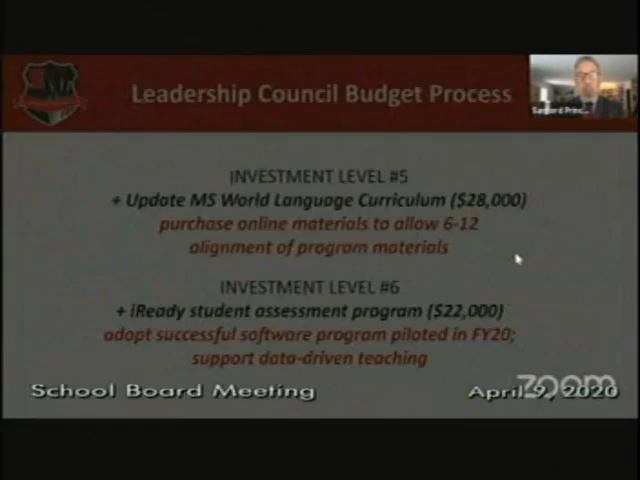 Leadership Council Budget Process
INVESTMENT LEVEL #5
+ Update MS World Language Curriculum ($28,000)
purchase online materials to allow 6-12
alignment of program materials
INVESTMENT LEVEL #6
+ iReady student assessment program ($22,000)
adopt successful software program piloted in FY20;
support data-driven teaching
School Board Meeting
April 9, 2020
zoom